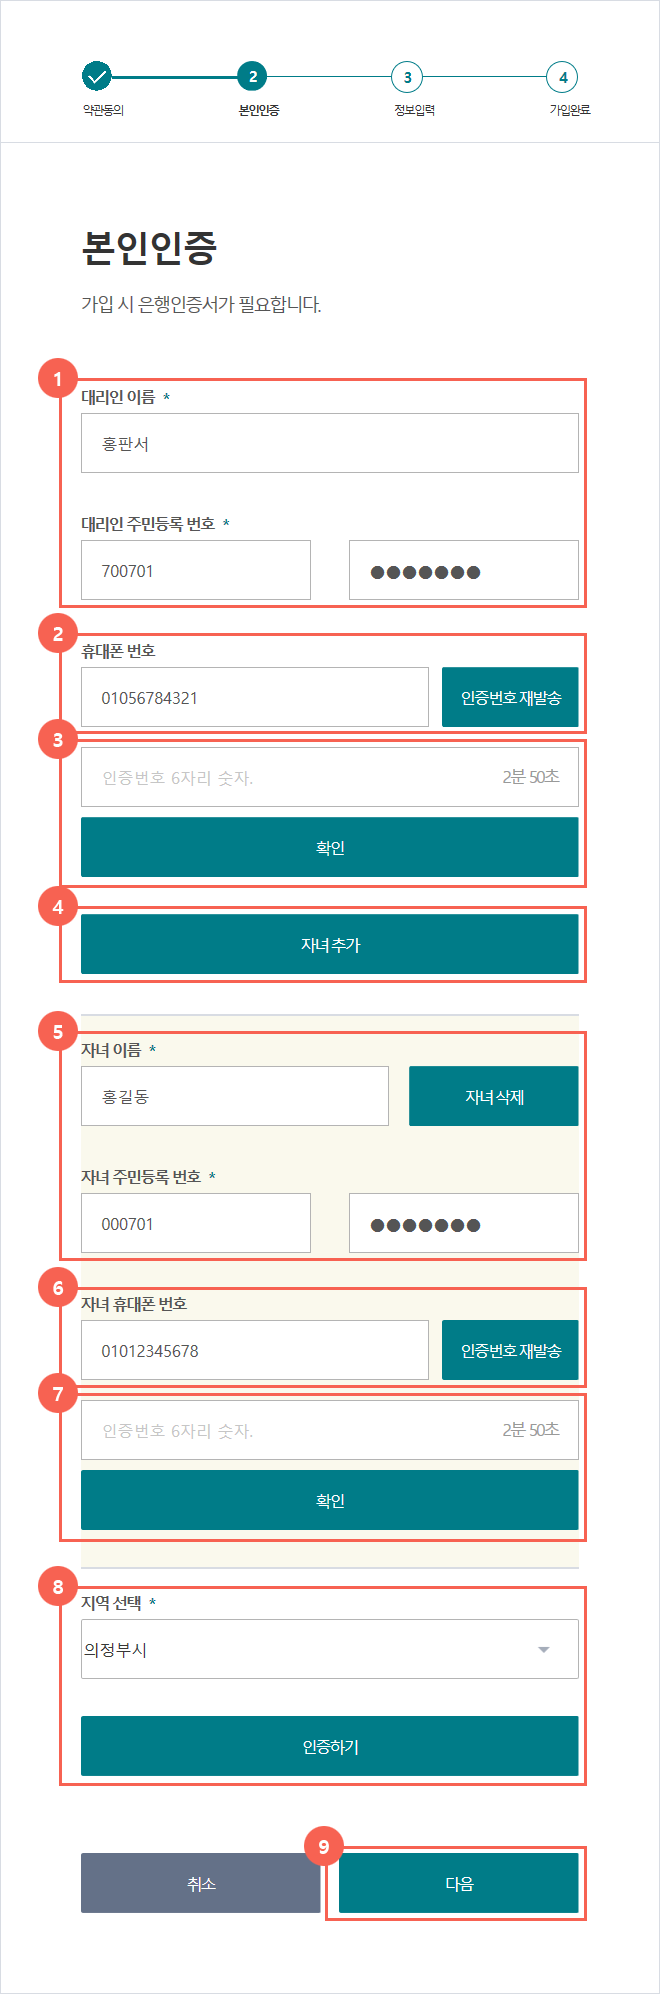 2 3 4
약관동의 본인인증 정보입력 가입완료
본인인증
가입 시 은행인증서가 필요합니다.
1
대리인 이름 *
홍판서
대리인 주민등록 번호 *
700701 ●●●●●●●
2
휴대폰 번호
01056784321 인증번호 재발송
3
인증번호 6자리 숫자. 2분 50초
확인
4
자녀 추가
5
자녀 이름 *
홍길동 자녀 삭제
자녀 주민등록 번호 *
000701 ●●●●●●●
6
자녀 휴대폰 번호
01012345678 인증번호 재발송
7
인증번호 6자리 숫자. 2분 50초
확인
8
지역 선택 *
의정부시
인증하기
9
취소 다음